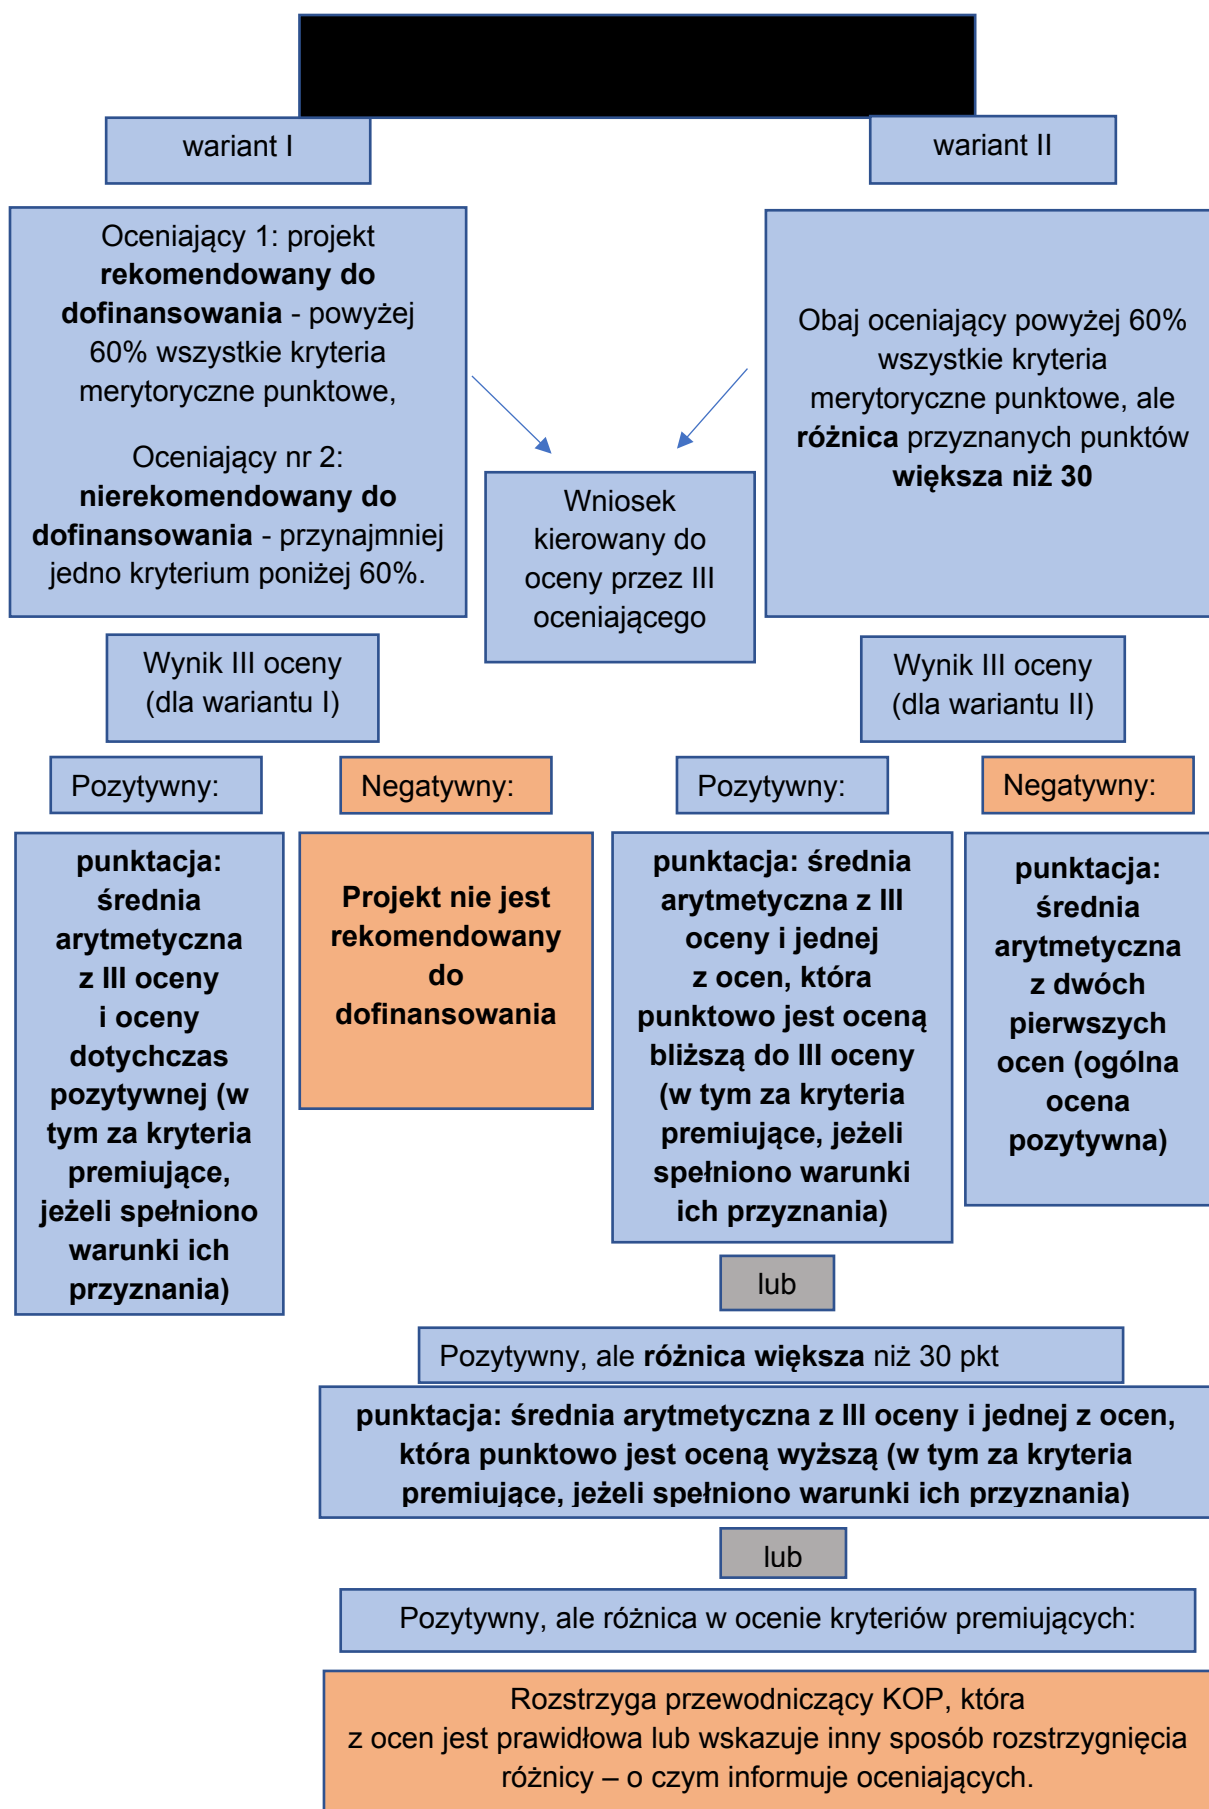 wariant I
wariant II
Oceniający 1: projekt
rekomendowany do
dofinansowania - powyżej
60% wszystkie kryteria
merytoryczne punktowe,
Oceniający nr 2:
nierekomendowany do
dofinansowania - przynajmniej
jedno kryterium poniżej 60%.
Obaj oceniający powyżej 60%
wszystkie kryteria
merytoryczne punktowe, ale
różnica przyznanych punktów
większa niż 30
Wniosek
kierowany do
oceny przez III
oceniającego
Wynik III oceny
(dla wariantu I)
Wynik III oceny
(dla wariantu II)
Pozytywny:
Negatywny:
Pozytywny:
Negatywny:
punktacja:
średnia
arytmetyczna
z III oceny
i oceny
dotychczas
pozytywnej (w
tym za kryteria
premiujące,
jeżeli spełniono
warunki ich
przyznania)
Projekt nie jest
rekomendowany
do
dofinansowania
punktacja: średnia
arytmetyczna z III
oceny i jednej
z ocen, która
punktowo jest oceną
bliższą do III oceny
(w tym za kryteria
premiujące, jeżeli
spełniono warunki
ich przyznania)
punktacja:
średnia
arytmetyczna
z dwóch
pierwszych
ocen (ogólna
ocena
pozytywna)
lub
Pozytywny, ale różnica większa niż 30 pkt
punktacja: średnia arytmetyczna z III oceny i jednej z ocen,
która punktowo jest oceną wyższą (w tym za kryteria
premiujące, jeżeli spełniono warunki ich przyznania)
lub
Pozytywny, ale różnica w ocenie kryteriów premiujących:
Rozstrzyga przewodniczący KOP, która
z ocen jest prawidłowa lub wskazuje inny sposób rozstrzygnięcia
różnicy – o czym informuje oceniających.